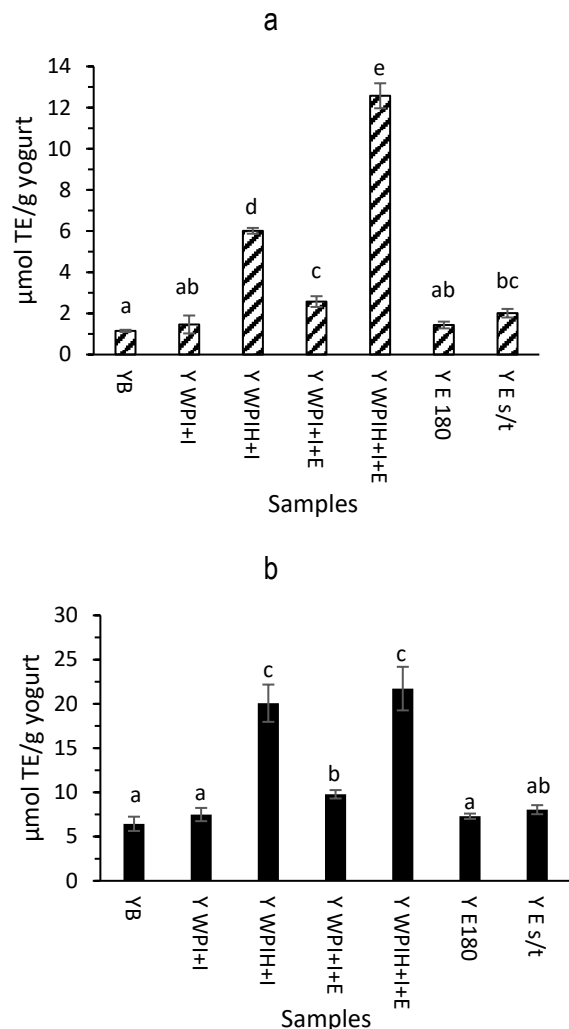 a
µmol TE/g yogurt
14
12
10
8
6
4
2
0
a
ab
d
c
e
ab
bc
YB
Y WPI+I
Y WPIH+I
Y WPI+I+E
Y WPIH+I+E
Y E 180
Y E s/t
Samples
b
µmol TE/g yogurt
30
25
20
15
10
5
0
a
a
c
b
c
a
ab
YB
Y WPI+I
Y WPIH+I
Y WPI+I+E
Y WPIH+I+E
Y E180
Y E s/t
Samples